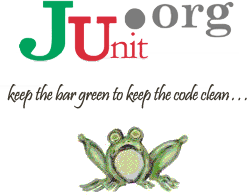 JUnit.org
keep the bar green to keep the code clean...